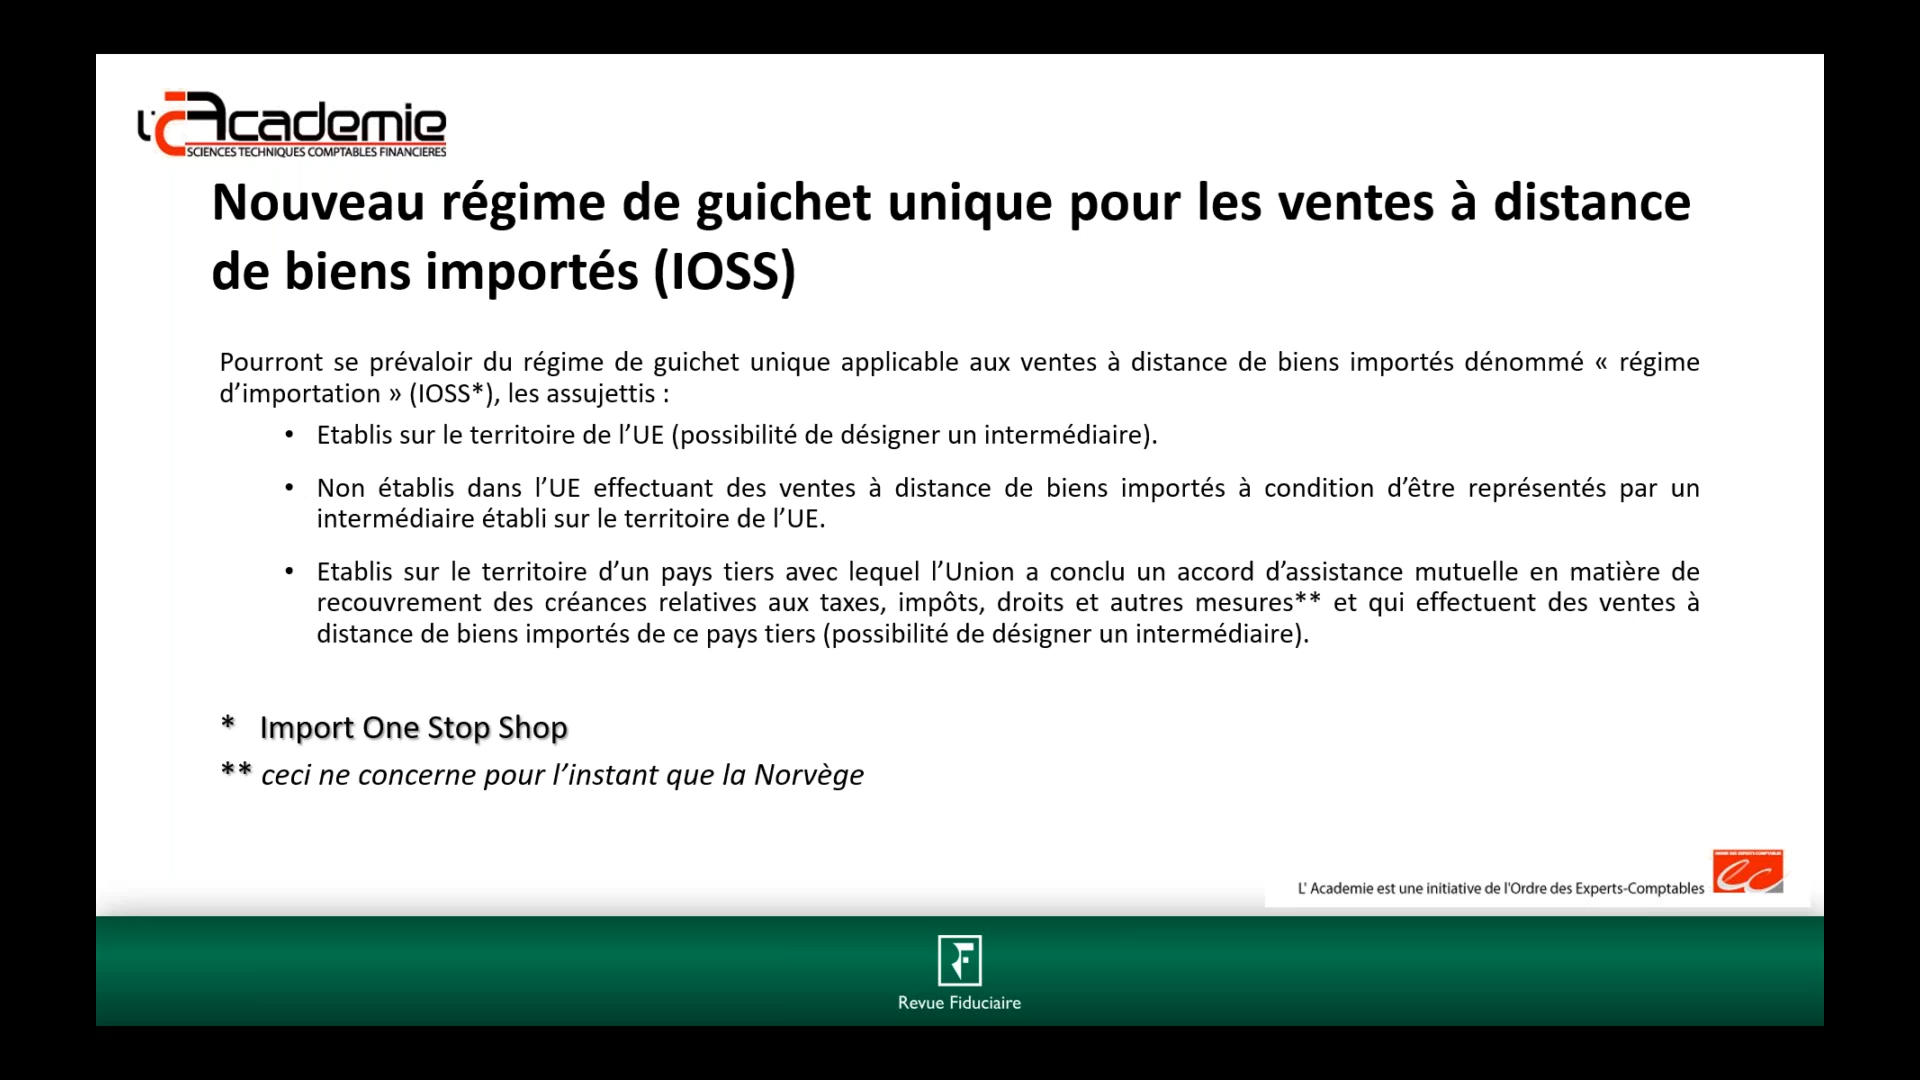 L'Academie
SCIENCES TECHNIQUES COMPTABLES FINANCIERES
Nouveau régime de guichet unique pour les ventes à distance
de biens importés (IOSS)
Pourront se prévaloir du régime de guichet unique applicable aux ventes à distance de biens importés dénommé « régime
d’importation » (IOSS*), les assujettis :
• Etablis sur le territoire de l’UE (possibilité de désigner un intermédiaire).
• Non établis dans l’UE effectuant des ventes à distance de biens importés à condition d’être représentés par un
intermédiaire établi sur le territoire de l’UE.
• Etablis sur le territoire d’un pays tiers avec lequel l’Union a conclu un accord d’assistance mutuelle en matière de
recouvrement des créances relatives aux taxes, impôts, droits et autres mesures** et qui effectuent des ventes à
distance de biens importés de ce pays tiers (possibilité de désigner un intermédiaire).
* Import One Stop Shop
** ceci ne concerne pour l’instant que la Norvège
ORDRE DES EXPERTS-COMPTABLES
ec
L' Academie est une initiative de l'Ordre des Experts-Comptables
RF
Revue Fiduciaire